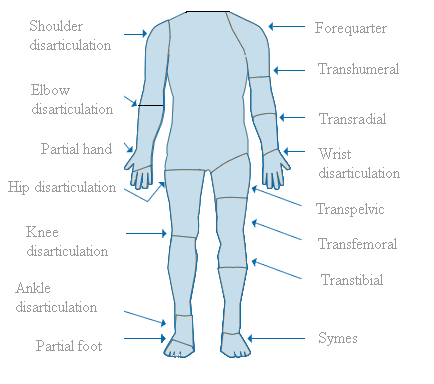 Shoulder
disarticulation
Elbow
disarticulation
Partial hand
Hip disarticulation
Knee
disarticulation
Ankle
disarticulation
Partial foot
Forequarter
Transhumeral
Transradial
Wrist
disarticulation
Transpelvic
Transfemoral
Transtibial
Symes